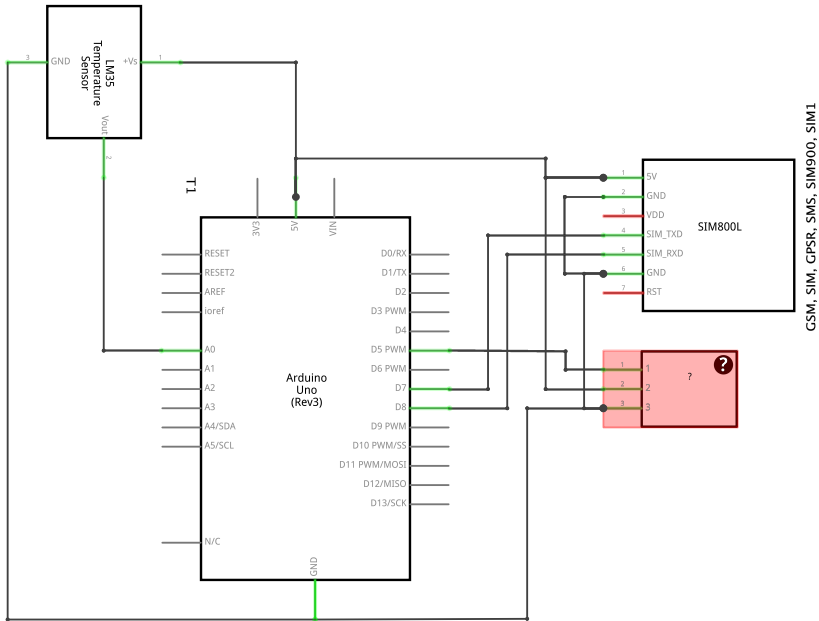 3
GND
LM35
Temperature
Sensor
+Vs
1
Vout
2
T1
3V3
5V
VIN
RESET
RESET2
AREF
ioref
A0
A1
A2
A3
A4/SDA
A5/SCL
N/C
Arduino
Uno
(Rev3)
D0/RX
D1/TX
D2
D3 PWM
D4
D5 PWM
D6 PWM
D7
D8
D9 PWM
D10 PWM/SS
D11 PWM/MOSI
D12/MISO
D13/SCK
GND
1 5V
2 GND
3 VDD
4 SIM_TXD
5 SIM_RXD
6 GND
7 RST
SIM800L
GSM, SIM, GPSR, SMS, SIM900, SIM1
1 1
2 2
3 3
?
?